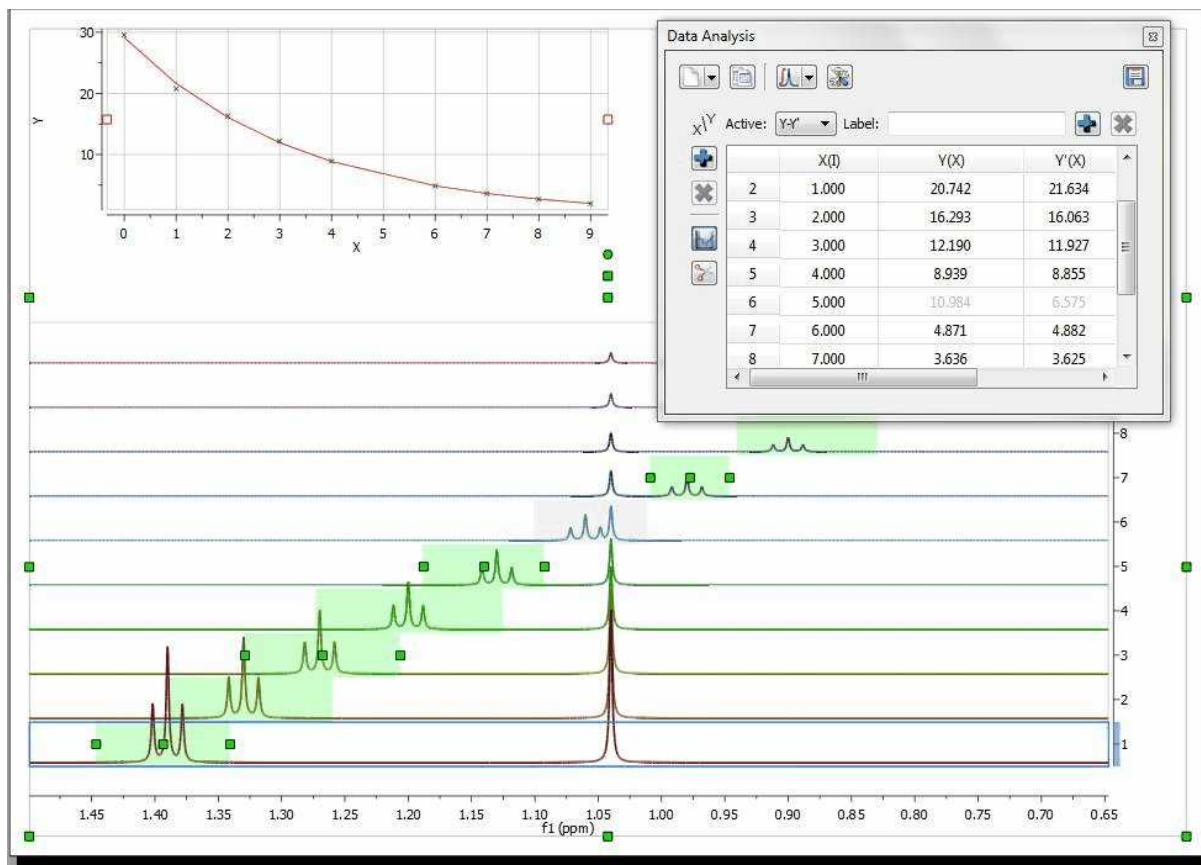 30
20
10
Y
0 1 2 3 4 5 6 7 8 9
X
Data Analysis
X Y Active: Y-Y' Label:
X(I) Y(X) Y'(X)
2 1.000 20.742 21.634
3 2.000 16.293 16.063
4 3.000 12.190 11.927
5 4.000 8.939 8.855
6 5.000 10.984 6.575
7 6.000 4.871 4.882
8 7.000 3.636 3.625
8
7
6
5
4
3
2
1
1.45 1.40 1.35 1.30 1.25 1.20 1.15 1.10 1.05 1.00 0.95 0.90 0.85 0.80 0.75 0.70 0.65
f1 (ppm)